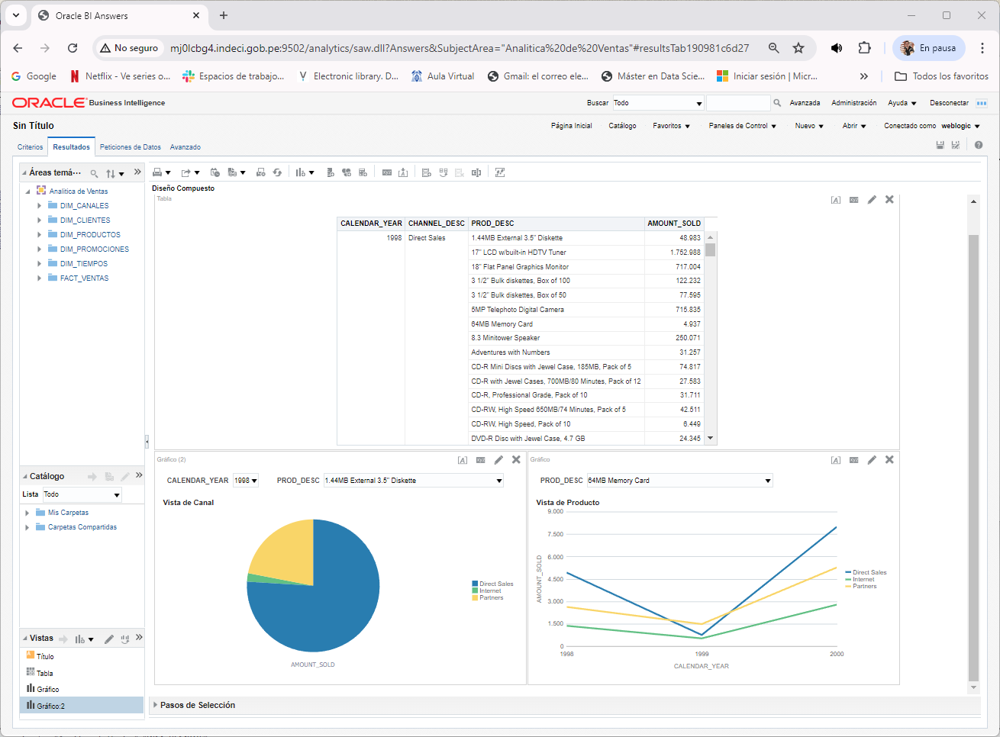 Oracle BI Answers
No seguro
mj0lcbg4.indeci.gob.pe:9502/analytics/saw.dll?Answers&SubjectArea="Analitica%20de%20Ventas"#resultsTab190981c6d27
En pausa
Google
Netflix - Ve series o...
Espacios de trabajo...
Electronic library. D...
Aula Virtual
Gmail: el correo ele...
Máster en Data Scie...
Iniciar sesión | Micr...
Todos los favoritos
ORACLE Business Intelligence
Buscar Todo
Avanzada Administración Ayuda Desconectar
Sin Título
Página Inicial Catálogo Favoritos Paneles de Control Nuevo Abrir Conectado como weblogic
Criterios Resultados Peticiones de Datos Avanzado
Áreas temá...
Analitica de Ventas
DIM_CANALES
DIM_CLIENTES
DIM_PRODUCTOS
DIM_PROMOCIONES
DIM_TIEMPOS
FACT_VENTAS
Catálogo
Lista Todo
Mis Carpetas
Carpetas Compartidas
Vistas
Título
Tabla
Gráfico
Gráfico:2
Diseño Compuesto
Tabla
CALENDAR_YEAR CHANNEL_DESC PROD_DESC AMOUNT_SOLD
1998 Direct Sales 1.44MB External 3.5" Diskette 48.983
17" LCD w/built-in HDTV Tuner 1.752.988
18" Flat Panel Graphics Monitor 717.004
3 1/2" Bulk diskettes, Box of 100 122.232
3 1/2" Bulk diskettes, Box of 50 77.595
5MP Telephoto Digital Camera 715.835
64MB Memory Card 4.937
8.3 Minitower Speaker 250.071
Adventures with Numbers 31.257
CD-R Mini Discs with Jewel Case, 185MB, Pack of 5 74.817
CD-R with Jewel Cases, 700MB/80 Minutes, Pack of 12 27.583
CD-R, Professional Grade, Pack of 10 31.711
CD-RW, High Speed 650MB/74 Minutes, Pack of 5 42.511
CD-RW, High Speed, Pack of 10 6.449
DVD-R Disc with Jewel Case, 4.7 GB 24.345
Gráfico (2)
CALENDAR_YEAR 1998 PROD_DESC 1.44MB External 3.5" Diskette
Vista de Canal
Direct Sales
Internet
Partners
AMOUNT_SOLD
Gráfico
PROD_DESC 64MB Memory Card
Vista de Producto
9.000
7.500
6.000
4.500
3.000
1.500
0
AMOUNT_SOLD
1998 1999 2000
CALENDAR_YEAR
Direct Sales
Internet
Partners
Pasos de Selección